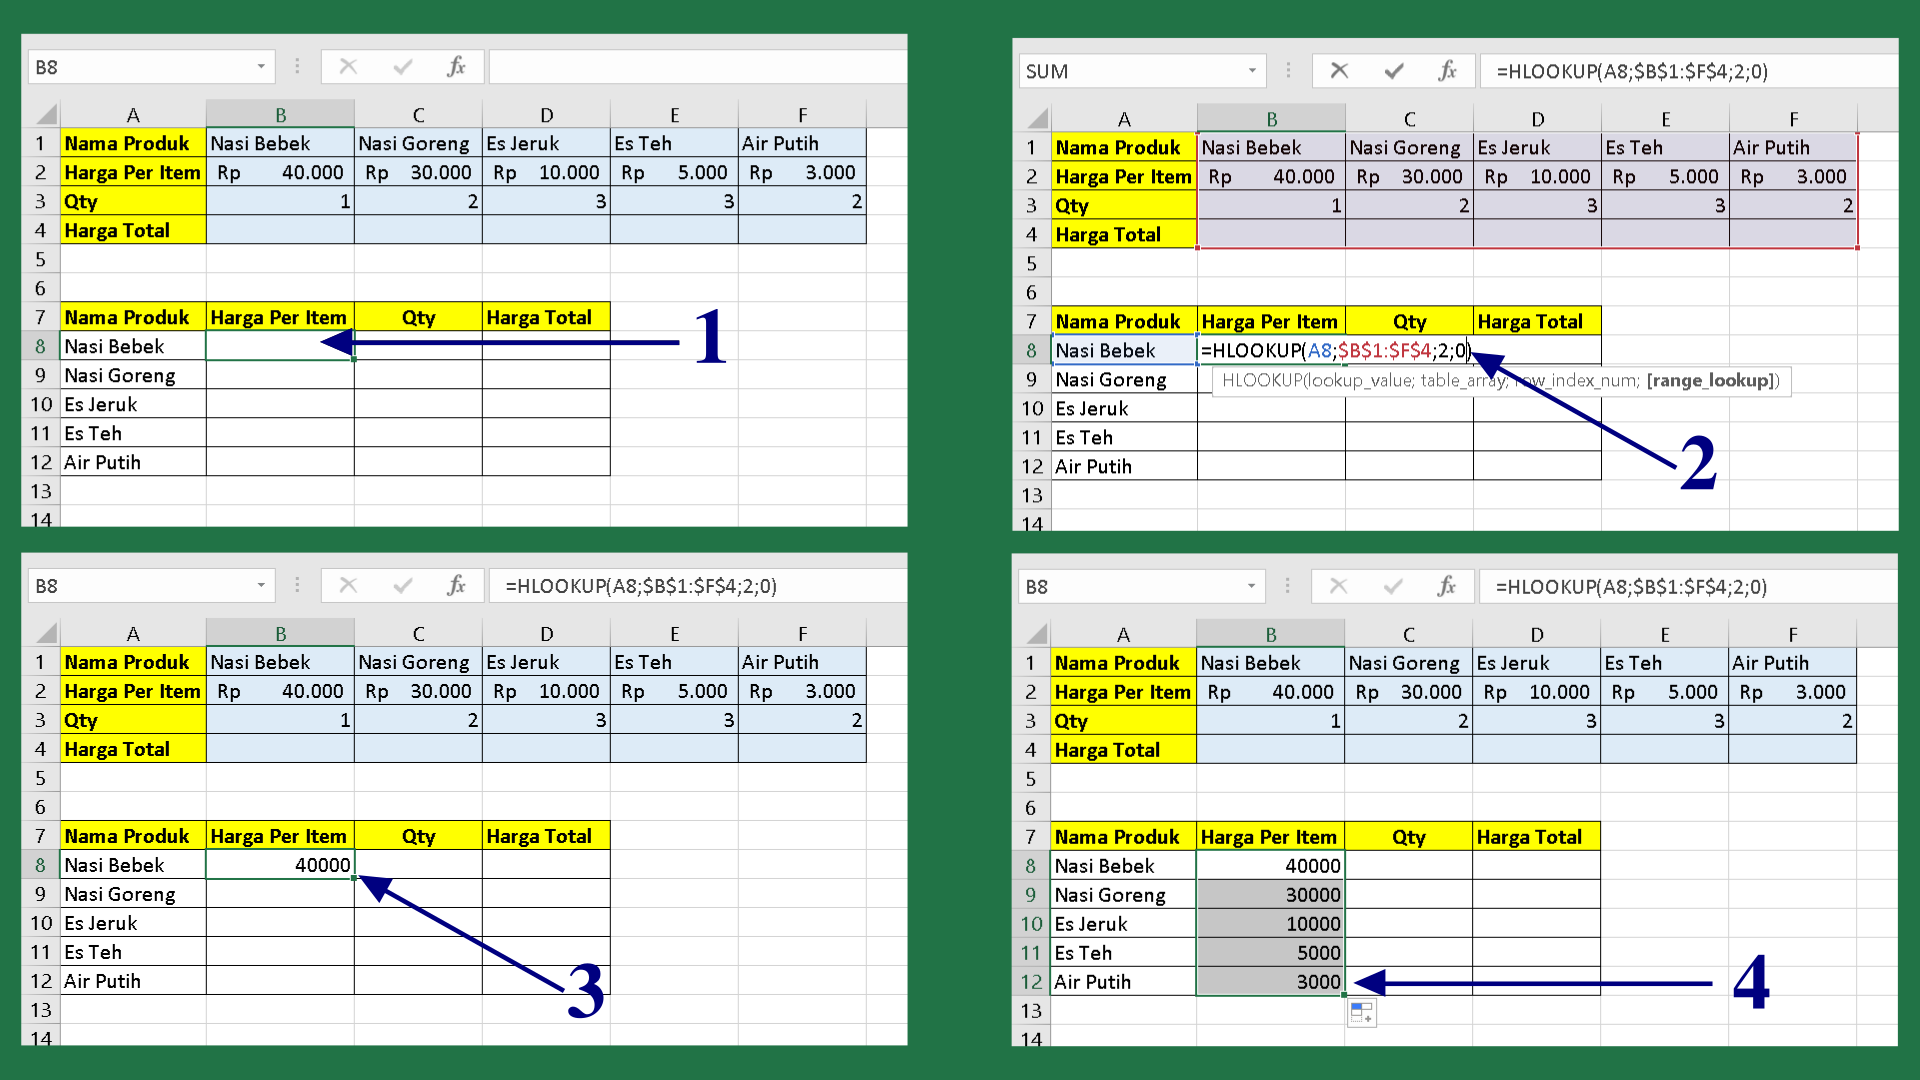 B8
fx
A B C D E F
1 Nama Produk Nasi Bebek Nasi Goreng Es Jeruk Es Teh Air Putih
2 Harga Per Item Rp 40.000 Rp 30.000 Rp 10.000 Rp 5.000 Rp 3.000
3 Qty 1 2 3 3 2
4 Harga Total
5
6
7 Nama Produk Harga Per Item Qty Harga Total
8 Nasi Bebek
9 Nasi Goreng
10 Es Jeruk
11 Es Teh
12 Air Putih
13
14
1
SUM fx =HLOOKUP(A8;$B$1:$F$4;2;0)
A B C D E F
1 Nama Produk Nasi Bebek Nasi Goreng Es Jeruk Es Teh Air Putih
2 Harga Per Item Rp 40.000 Rp 30.000 Rp 10.000 Rp 5.000 Rp 3.000
3 Qty 1 2 3 3 2
4 Harga Total
5
6
7 Nama Produk Harga Per Item Qty Harga Total
8 Nasi Bebek =HLOOKUP(A8;$B$1:$F$4;2;0)
9 Nasi Goreng HLOOKUP(lookup_value; table_array; row_index_num; [range_lookup])
10 Es Jeruk
11 Es Teh
12 Air Putih
13
14
2
B8 fx =HLOOKUP(A8;$B$1:$F$4;2;0)
A B C D E F
1 Nama Produk Nasi Bebek Nasi Goreng Es Jeruk Es Teh Air Putih
2 Harga Per Item Rp 40.000 Rp 30.000 Rp 10.000 Rp 5.000 Rp 3.000
3 Qty 1 2 3 3 2
4 Harga Total
5
6
7 Nama Produk Harga Per Item Qty Harga Total
8 Nasi Bebek 40000
9 Nasi Goreng
10 Es Jeruk
11 Es Teh
12 Air Putih
13
14
3
B8 fx =HLOOKUP(A8;$B$1:$F$4;2;0)
A B C D E F
1 Nama Produk Nasi Bebek Nasi Goreng Es Jeruk Es Teh Air Putih
2 Harga Per Item Rp 40.000 Rp 30.000 Rp 10.000 Rp 5.000 Rp 3.000
3 Qty 1 2 3 3 2
4 Harga Total
5
6
7 Nama Produk Harga Per Item Qty Harga Total
8 Nasi Bebek 40000
9 Nasi Goreng 30000
10 Es Jeruk 10000
11 Es Teh 5000
12 Air Putih 3000
13
14
4